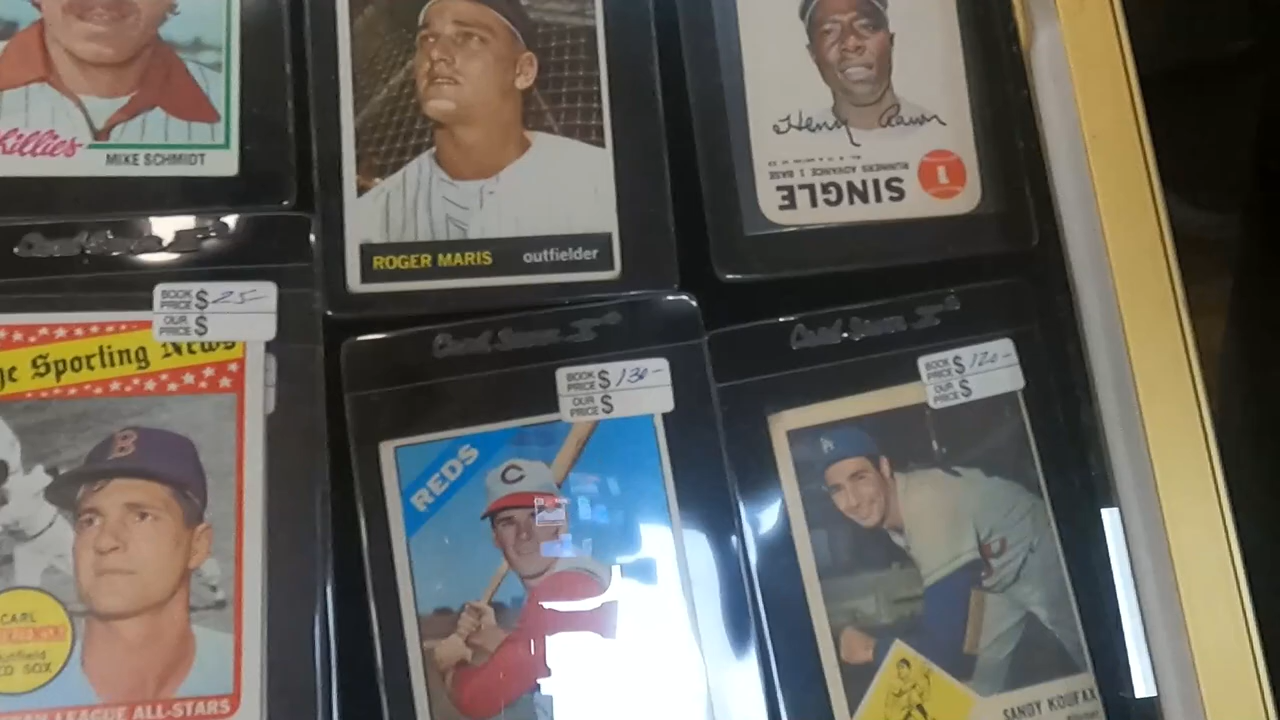 Phillies
MIKE SCHMIDT
ROGER MARIS outfielder
Henry Aaron
RUNNERS ADVANCE 1 BASE
SINGLE
1
BOOK PRICE $ 25-
OUR PRICE $
Sporting News
B
CARL
RED SOX
LEAGUE ALL-STARS
BOOK PRICE $ 130-
OUR PRICE $
REDS
C
BOOK PRICE $ 120-
OUR PRICE $
LA
SANDY KOUFAX